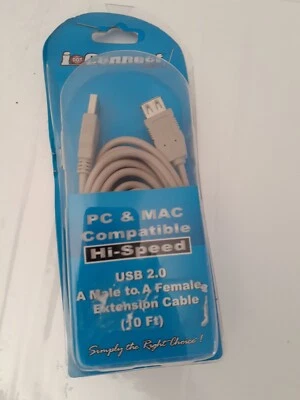 i Connect
PC & MAC
Compatible
Hi-Speed
USB 2.0
A Male to A Female
Extension Cable
(10 Ft)
Simply the Right Choice!